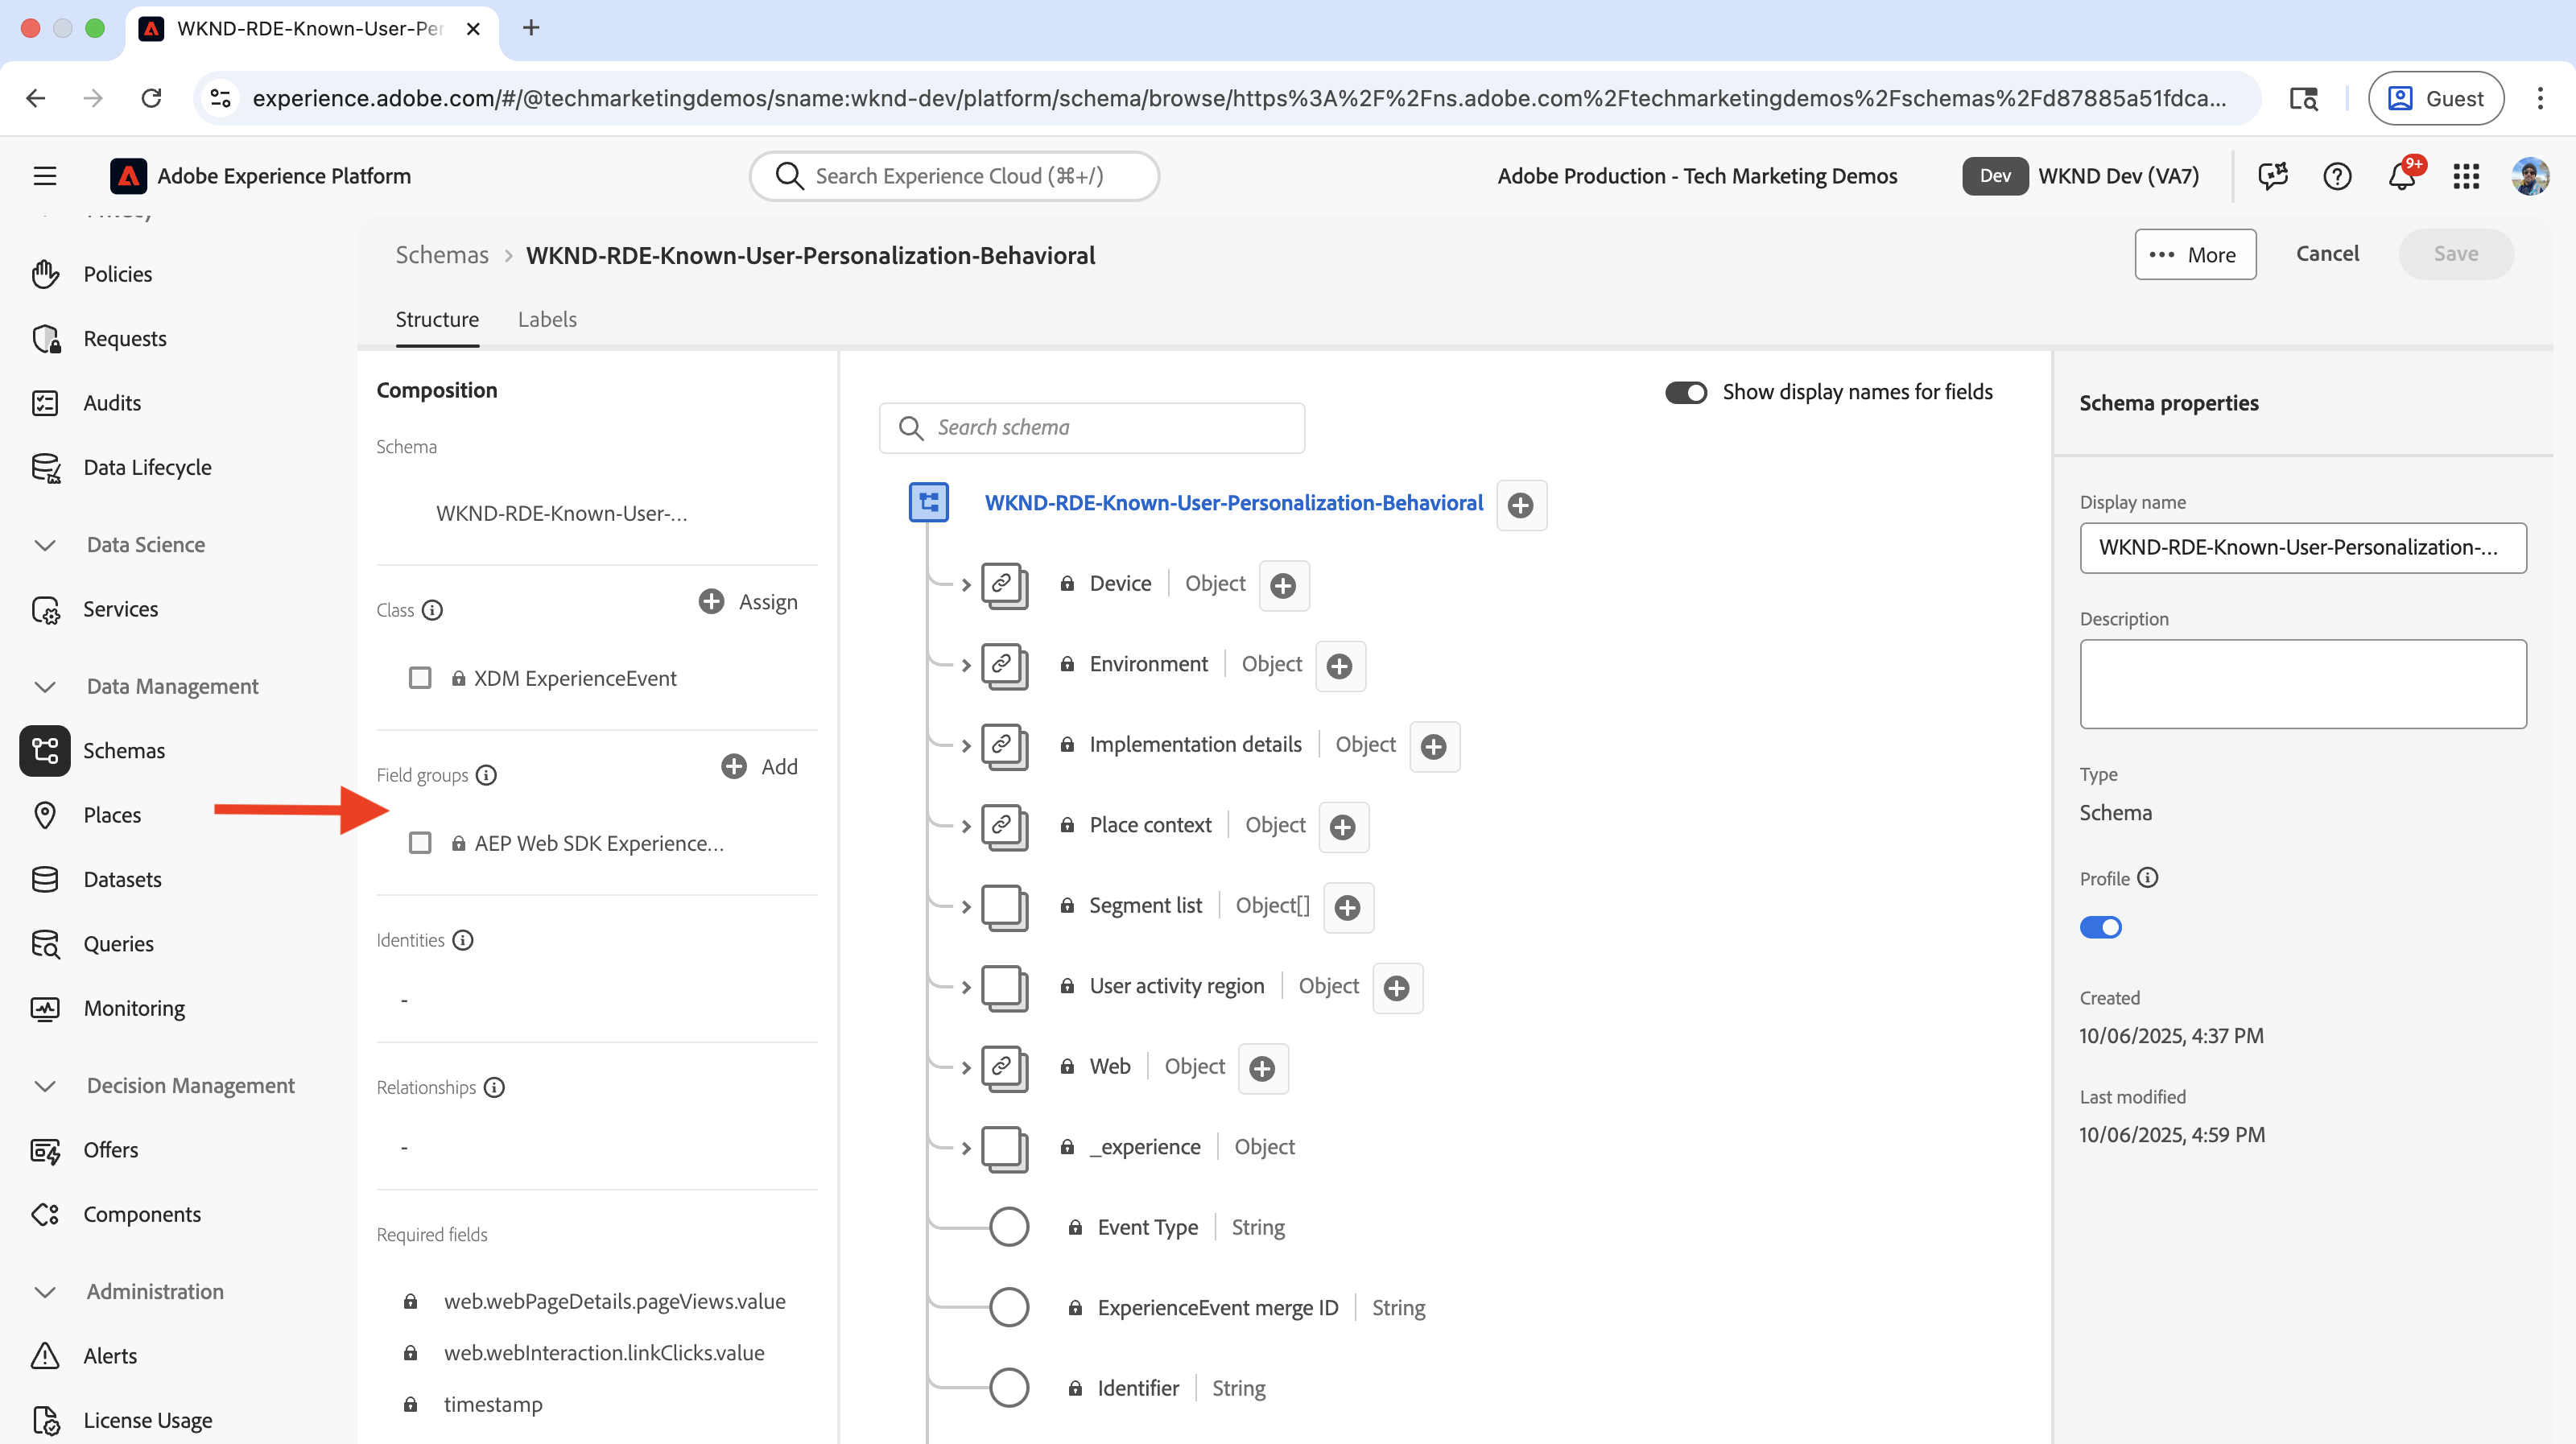 WKND-RDE-Known-User-Per
experience.adobe.com/#/@techmarketingdemos/sname:wknd-dev/platform/schema/browse/https%3A%2F%2Fns.adobe.com%2Ftechmarketingdemos%2Fschemas%2Fd87885a51fdca...
Guest
Adobe Experience Platform
Search Experience Cloud (⌘+/)
Adobe Production - Tech Marketing Demos
Dev
WKND Dev (VA7)
9+
Policies
Requests
Audits
Data Lifecycle
Data Science
Services
Data Management
Schemas
Places
Datasets
Queries
Monitoring
Decision Management
Offers
Components
Administration
Alerts
License Usage
Schemas > WKND-RDE-Known-User-Personalization-Behavioral
More
Cancel
Save
Structure
Labels
Composition
Schema
WKND-RDE-Known-User-...
Class
Assign
XDM ExperienceEvent
Field groups
Add
AEP Web SDK Experience...
Identities
-
Relationships
-
Required fields
web.webPageDetails.pageViews.value
web.webInteraction.linkClicks.value
timestamp
Show display names for fields
Search schema
WKND-RDE-Known-User-Personalization-Behavioral
Device | Object
Environment | Object
Implementation details | Object
Place context | Object
Segment list | Object[]
User activity region | Object
Web | Object
_experience | Object
Event Type | String
ExperienceEvent merge ID | String
Identifier | String
Schema properties
Display name
WKND-RDE-Known-User-Personalization-...
Description
Type
Schema
Profile
Created
10/06/2025, 4:37 PM
Last modified
10/06/2025, 4:59 PM